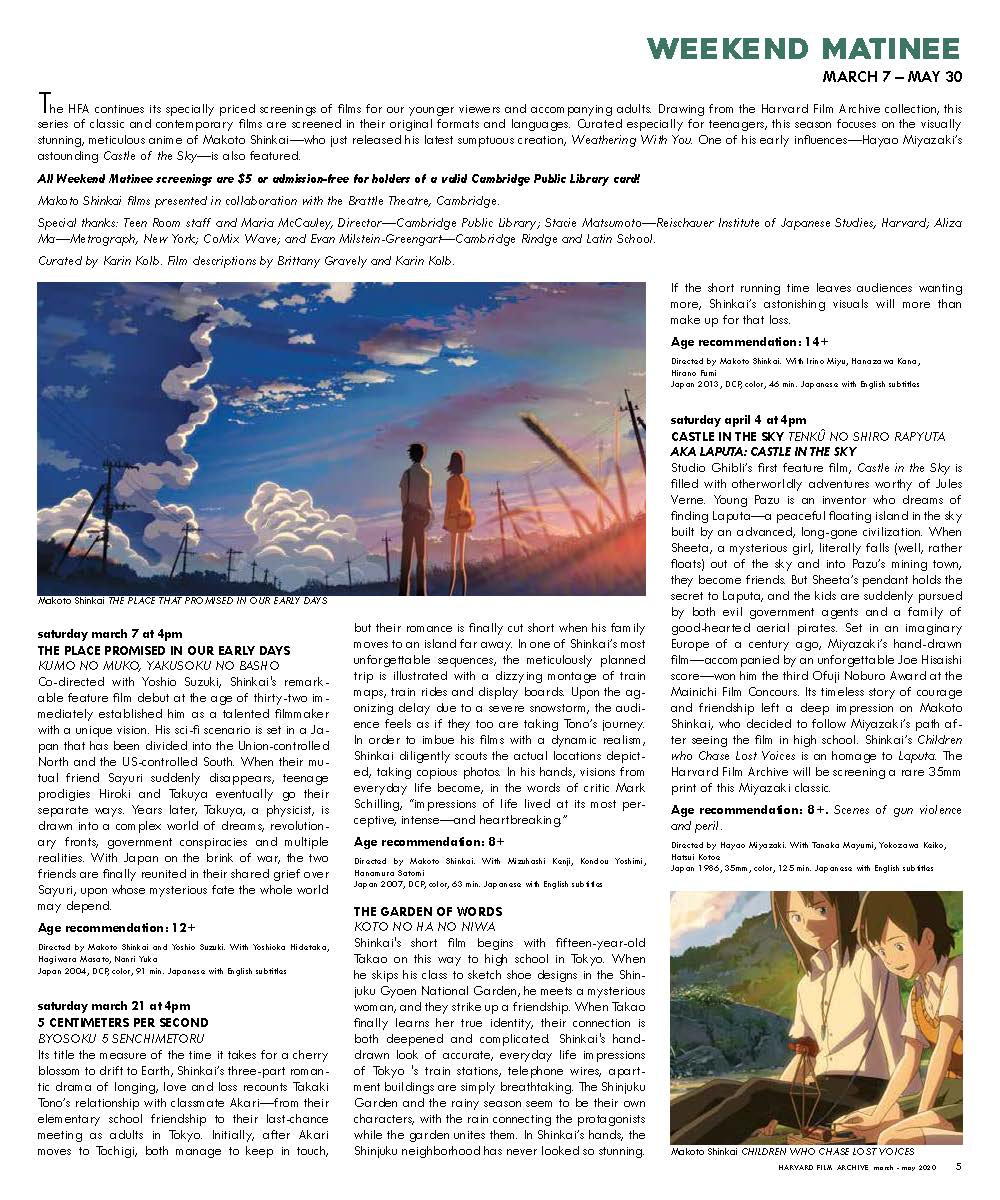 WEEKEND MATINEE
MARCH 7 – MAY 30
The HFA continues its specially priced screenings of films for our younger viewers and accompanying adults. Drawing from the Harvard Film Archive collection, this
series of classic and contemporary films are screened in their original formats and languages. Curated especially for teenagers, this season focuses on the visually
stunning, meticulous anime of Makoto Shinkai—who just released his latest sumptuous creation, Weathering With You. One of his early influences—Hayao Miyazaki's
astounding Castle of the Sky—is also featured.
All Weekend Matinee screenings are $5 or admission-free for holders of a valid Cambridge Public Library card!
Makoto Shinkai films presented in collaboration with the Brattle Theatre, Cambridge.
Special thanks: Teen Room staff and Maria McCauley, Director—Cambridge Public Library; Stacie Matsumoto—Reischauer Institute of Japanese Studies, Harvard; Aliza
Ma—Metrograph, New York; CoMix Wave; and Evan Milstein-Greengart—Cambridge Rindge and Latin School.
Curated by Karin Kolb. Film descriptions by Brittany Gravely and Karin Kolb.
Makoto Shinkai THE PLACE THAT PROMISED IN OUR EARLY DAYS
saturday march 7 at 4pm
THE PLACE PROMISED IN OUR EARLY DAYS
KUMO NO MUKO, YAKUSOKU NO BASHO
Co-directed with Yoshio Suzuki, Shinkai's remark-
able feature film debut at the age of thirty-two im-
mediately established him as a talented filmmaker
with a unique vision. His sci-fi scenario is set in a Ja-
pan that has been divided into the Union-controlled
North and the US-controlled South. When their mu-
tual friend Sayuri suddenly disappears, teenage
prodigies Hiroki and Takuya eventually go their
separate ways. Years later, Takuya, a physicist, is
drawn into a complex world of dreams, revolution-
ary fronts, government conspiracies and multiple
realities. With Japan on the brink of war, the two
friends are finally reunited in their shared grief over
Sayuri, upon whose mysterious fate the whole world
may depend.
Age recommendation: 12+
Directed by Makoto Shinkai and Yoshio Suzuki. With Yoshioka Hidetaka,
Hagiwara Masato, Nanri Yuka
Japan 2004, DCP, color, 91 min. Japanese with English subtitles
saturday march 21 at 4pm
5 CENTIMETERS PER SECOND
BYOSOKU 5 SENCHIMETORU
Its title the measure of the time it takes for a cherry
blossom to drift to Earth, Shinkai's three-part roman-
tic drama of longing, love and loss recounts Takaki
Tono's relationship with classmate Akari—from their
elementary school friendship to their last-chance
meeting as adults in Tokyo. Initially, after Akari
moves to Tochigi, both manage to keep in touch,
but their romance is finally cut short when his family
moves to an island far away. In one of Shinkai's most
unforgettable sequences, the meticulously planned
trip is illustrated with a dizzying montage of train
maps, train rides and display boards. Upon the ag-
onizing delay due to a severe snowstorm, the audi-
ence feels as if they too are taking Tono's journey.
In order to imbue his films with a dynamic realism,
Shinkai diligently scouts the actual locations depict-
ed, taking copious photos. In his hands, visions from
everyday life become, in the words of critic Mark
Schilling, "impressions of life lived at its most per-
ceptive, intense—and heartbreaking."
Age recommendation: 8+
Directed by Makoto Shinkai. With Mizuhashi Kenji, Kondou Yoshimi,
Hanamura Satomi
Japan 2007, DCP, color, 63 min. Japanese with English subtitles
THE GARDEN OF WORDS
KOTO NO HA NO NIWA
Shinkai's short film begins with fifteen-year-old
Takao on this way to high school in Tokyo. When
he skips his class to sketch shoe designs in the Shin-
juku Gyoen National Garden, he meets a mysterious
woman, and they strike up a friendship. When Takao
finally learns her true identity, their connection is
both deepened and complicated. Shinkai's hand-
drawn look of accurate, everyday life impressions
of Tokyo 's train stations, telephone wires, apart-
ment buildings are simply breathtaking. The Shinjuku
Garden and the rainy season seem to be their own
characters, with the rain connecting the protagonists
while the garden unites them. In Shinkai's hands, the
Shinjuku neighborhood has never looked so stunning.
If the short running time leaves audiences wanting
more, Shinkai's astonishing visuals will more than
make up for that loss.
Age recommendation: 14+
Directed by Makoto Shinkai. With Irino Miyu, Hanazawa Kana,
Hirano Fumi
Japan 2013, DCP, color, 46 min. Japanese with English subtitles
saturday april 4 at 4pm
CASTLE IN THE SKY TENKÛ NO SHIRO RAPYUTA
AKA LAPUTA: CASTLE IN THE SKY
Studio Ghibli's first feature film, Castle in the Sky is
filled with otherworldly adventures worthy of Jules
Verne. Young Pazu is an inventor who dreams of
finding Laputa—a peaceful floating island in the sky
built by an advanced, long-gone civilization. When
Sheeta, a mysterious girl, literally falls (well, rather
floats) out of the sky and into Pazu's mining town,
they become friends. But Sheeta's pendant holds the
secret to Laputa, and the kids are suddenly pursued
by both evil government agents and a family of
good-hearted aerial pirates. Set in an imaginary
Europe of a century ago, Miyazaki's hand-drawn
film—accompanied by an unforgettable Joe Hisaishi
score—won him the third Ofuji Noburo Award at the
Mainichi Film Concours. Its timeless story of courage
and friendship left a deep impression on Makoto
Shinkai, who decided to follow Miyazaki's path af-
ter seeing the film in high school. Shinkai's Children
who Chase Lost Voices is an homage to Laputa. The
Harvard Film Archive will be screening a rare 35mm
print of this Miyazaki classic.
Age recommendation: 8+. Scenes of gun violence
and peril.
Directed by Hayao Miyazaki. With Tanaka Mayumi, Yokozawa Keiko,
Hatsui Kotoe
Japan 1986, 35mm, color, 125 min. Japanese with English subtitles
Makoto Shinkai CHILDREN WHO CHASE LOST VOICES
HARVARD FILM ARCHIVE march - may 2020 5